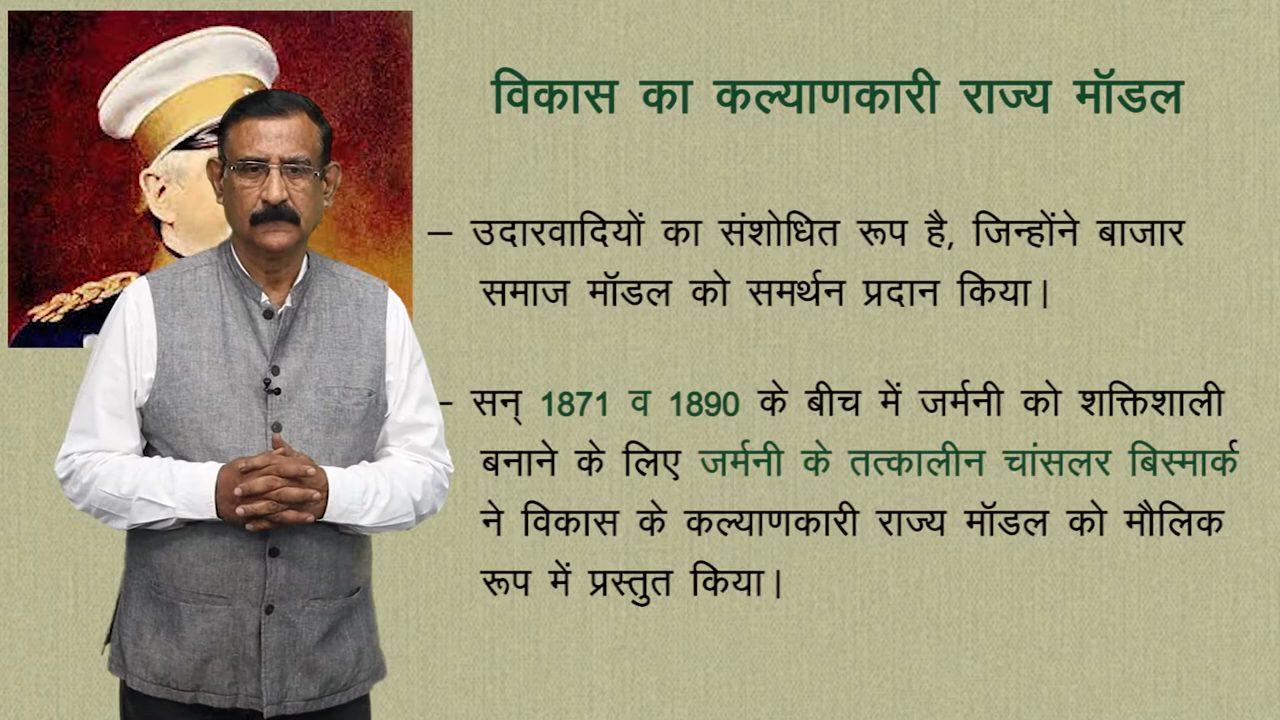 विकास का कल्याणकारी राज्य मॉडल
– उदारवादियों का संशोधित रूप है, जिन्होंने बाजार
समाज मॉडल को समर्थन प्रदान किया।
- सन् 1871 व 1890 के बीच में जर्मनी को शक्तिशाली
बनाने के लिए जर्मनी के तत्कालीन चांसलर बिस्मार्क
ने विकास के कल्याणकारी राज्य मॉडल को मौलिक
रूप में प्रस्तुत किया।